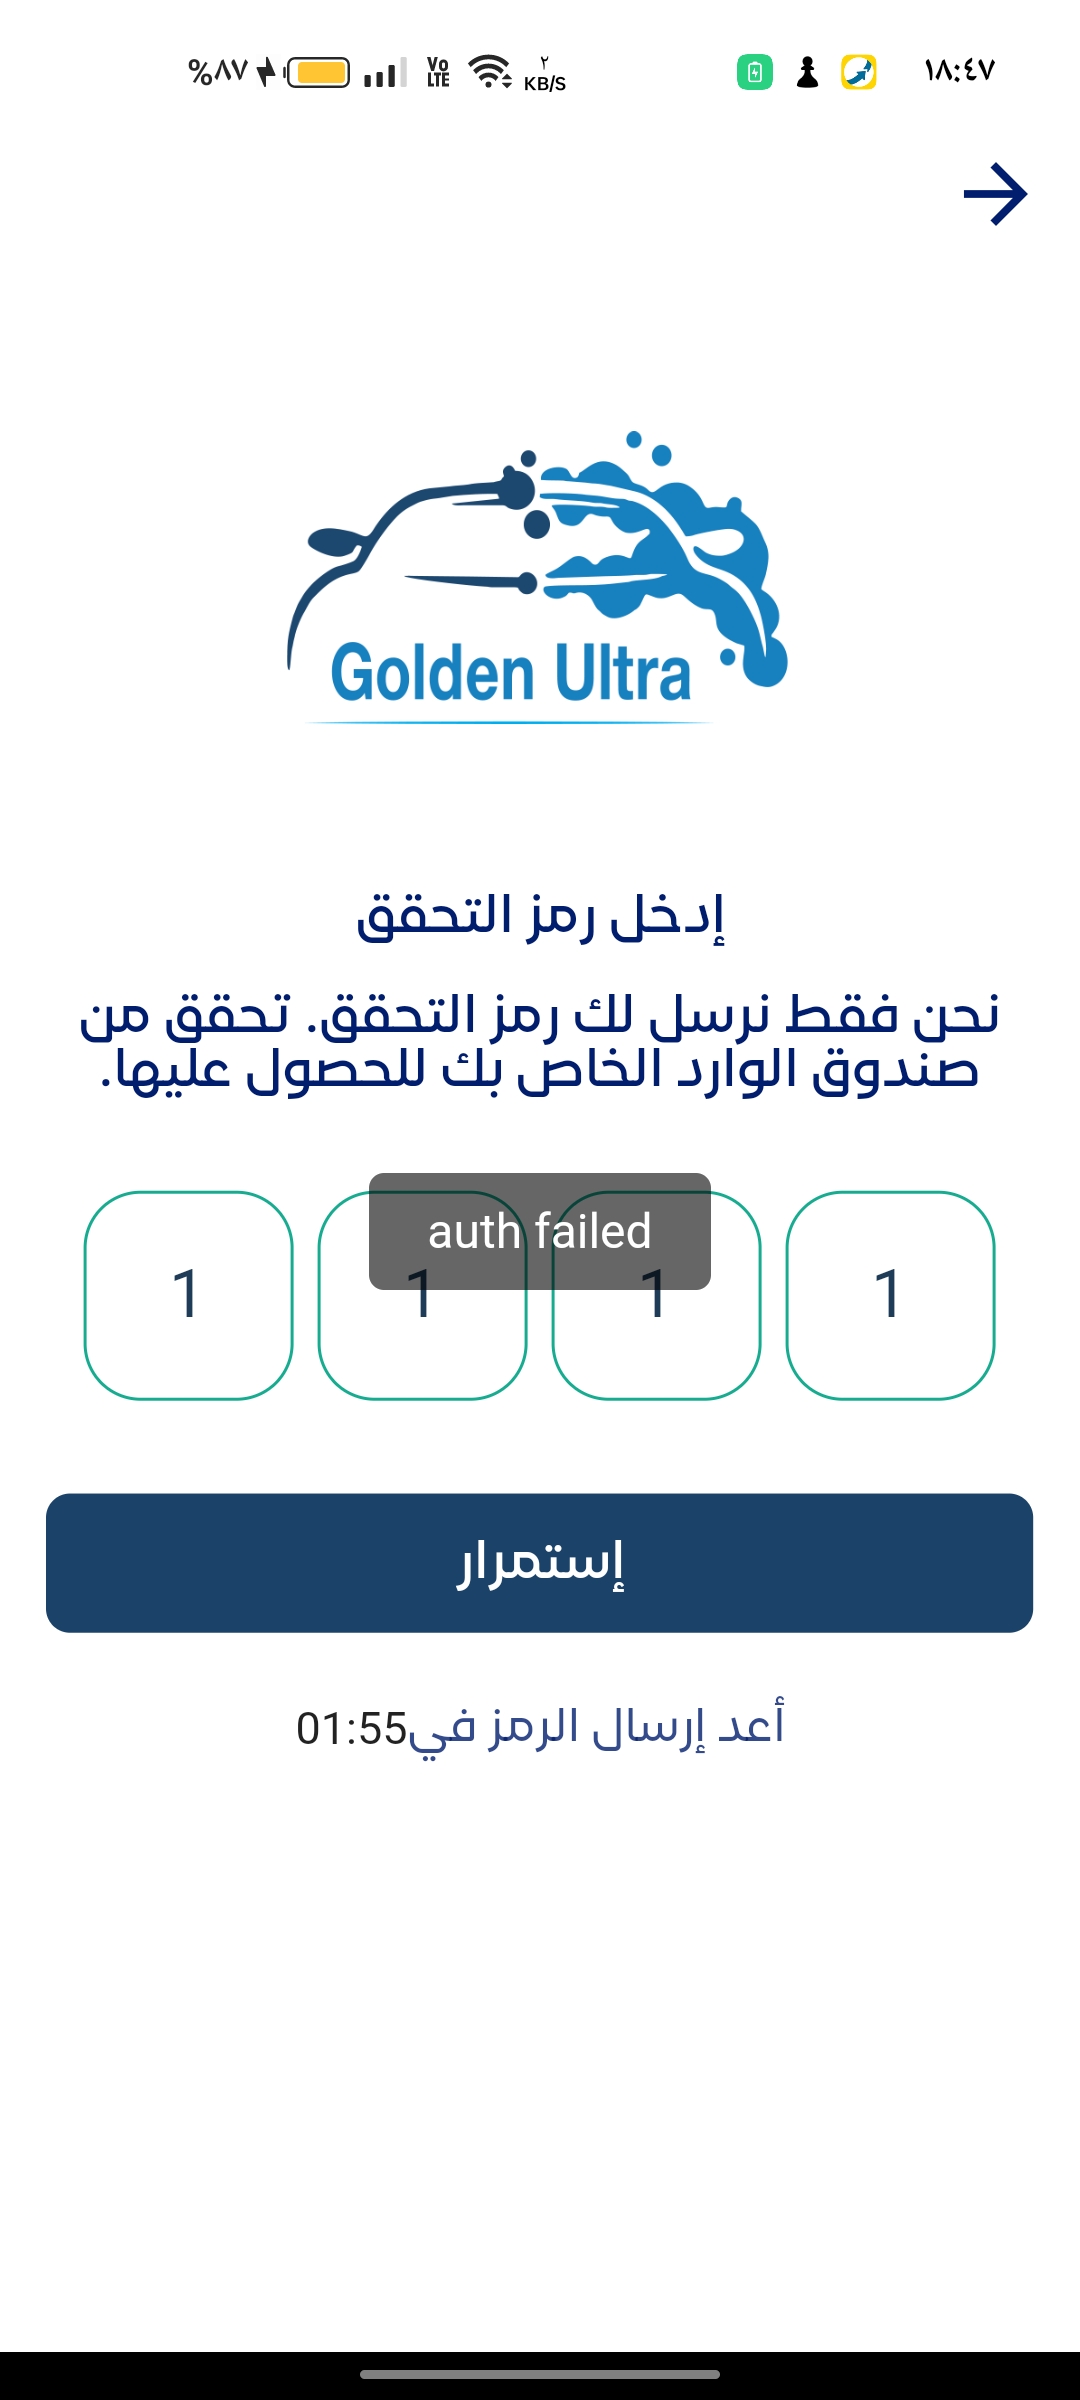 ١٨:٤٧
٢ KB/S
Vo LTE
%٨٧
Golden Ultra
إدخل رمز التحقق
نحن فقط نرسل لك رمز التحقق. تحقق من
صندوق الوارد الخاص بك للحصول عليها.
auth failed
1 1 1 1
إستمرار
أعد إرسال الرمز في01:55